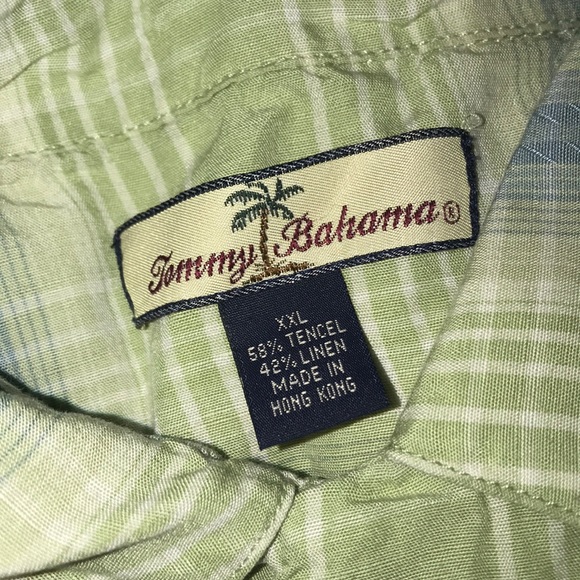 Tommy Bahama®
XXL
58% TENCEL
42% LINEN
MADE IN
HONG KONG